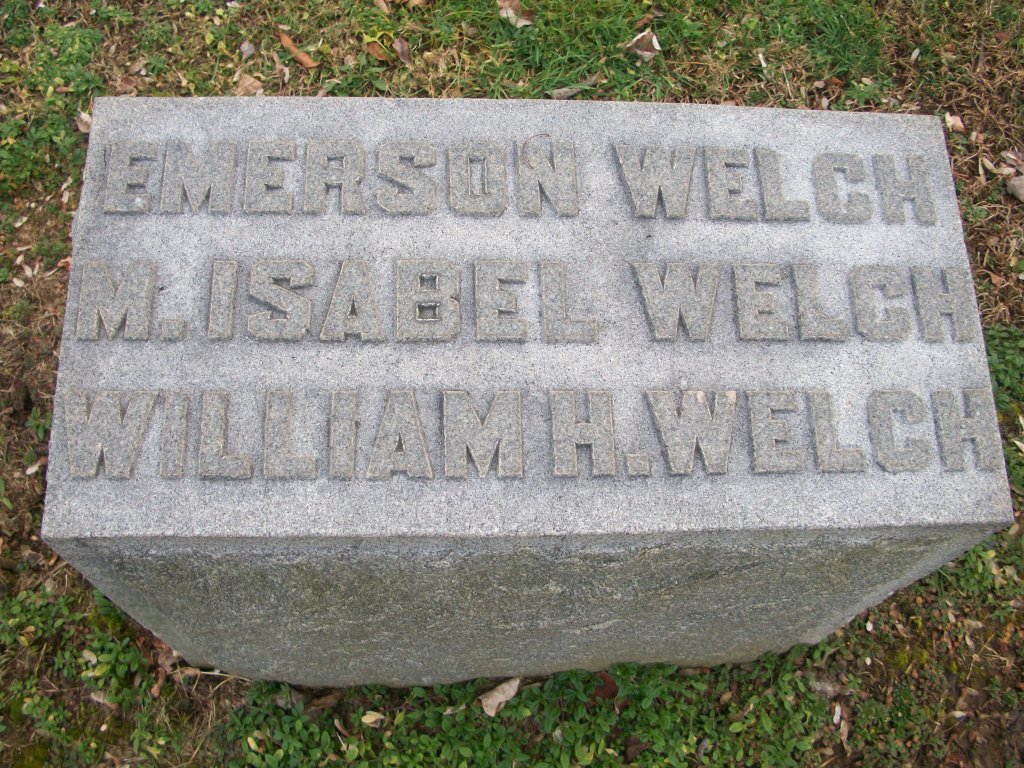 EMERSON WELCH
M. ISABEL WELCH
WILLIAM H. WELCH